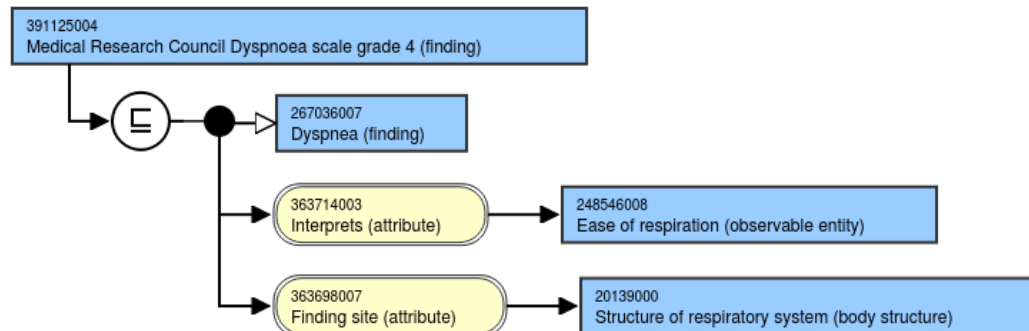 391125004
Medical Research Council Dyspnoea scale grade 4 (finding)
⊑
267036007
Dyspnea (finding)
363714003
Interprets (attribute)
248546008
Ease of respiration (observable entity)
363698007
Finding site (attribute)
20139000
Structure of respiratory system (body structure)